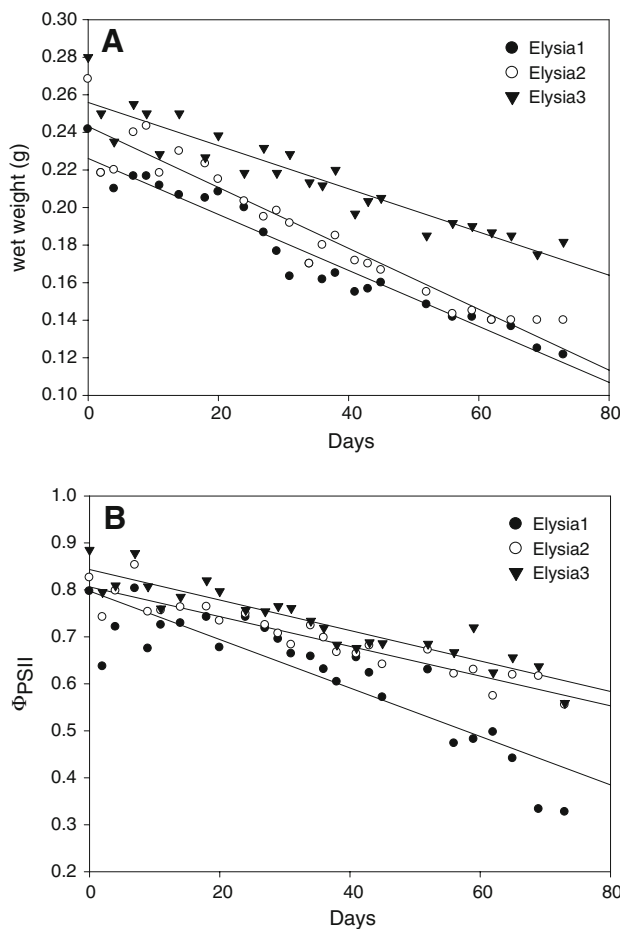 A
Elysia1
Elysia2
Elysia3
0.30
0.28
0.26
0.24
0.22
0.20
0.18
0.16
0.14
0.12
0.10
wet weight (g)
0 20 40 60 80
Days
B
Elysia1
Elysia2
Elysia3
1.0
0.9
0.8
0.7
0.6
0.5
0.4
0.3
0.2
ΦPSII
0 20 40 60 80
Days